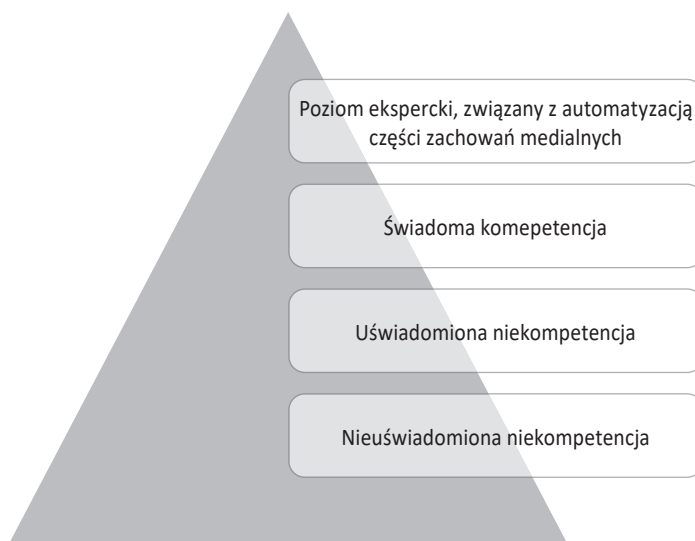 Poziom ekspercki, związany z automatyzacją
części zachowań medialnych
Świadoma komepetencja
Uświadomiona niekompetencja
Nieuświadomiona niekompetencja